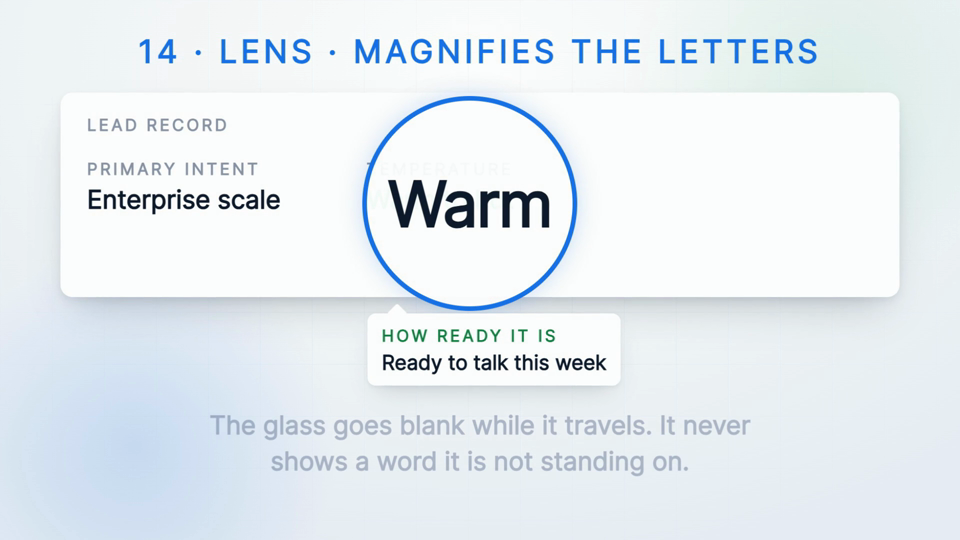 14 · LENS · MAGNIFIES THE LETTERS
LEAD RECORD
PRIMARY INTENT
TEMPERATURE
Enterprise scale
Warm
HOW READY IT IS
Ready to talk this week
The glass goes blank while it travels. It never
shows a word it is not standing on.